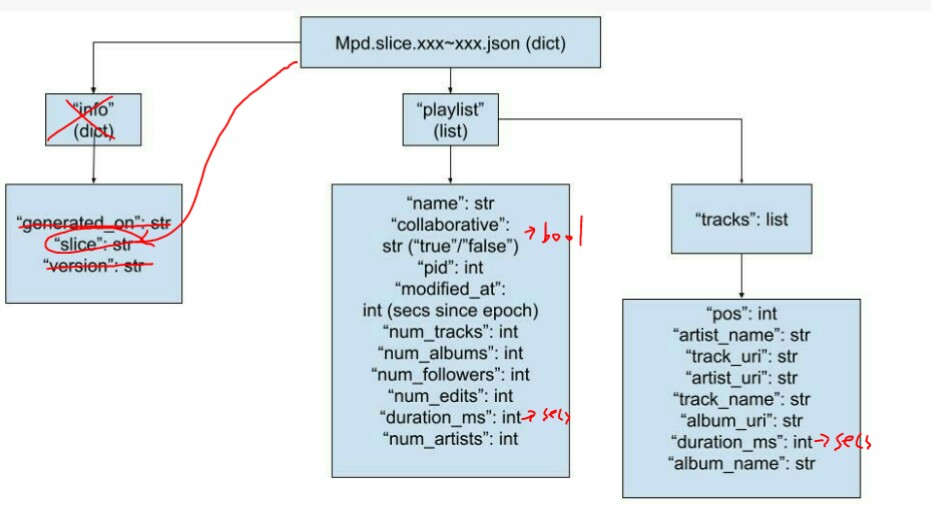 Mpd.slice.xxx~xxx.json (dict)
“info”
(dict)
“playlist”
(list)
“generated_on”: str
“slice”: str
“version”: str
“name”: str
“collaborative”:
str (“true”/”false”)
→ bool
“pid”: int
“modified_at”:
int (secs since epoch)
“num_tracks”: int
“num_albums”: int
“num_followers”: int
“num_edits”: int
“duration_ms”: int → secs
“num_artists”: int
“tracks”: list
“pos”: int
“artist_name”: str
“track_uri”: str
“artist_uri”: str
“track_name”: str
“album_uri”: str
“duration_ms”: int → secs
“album_name”: str